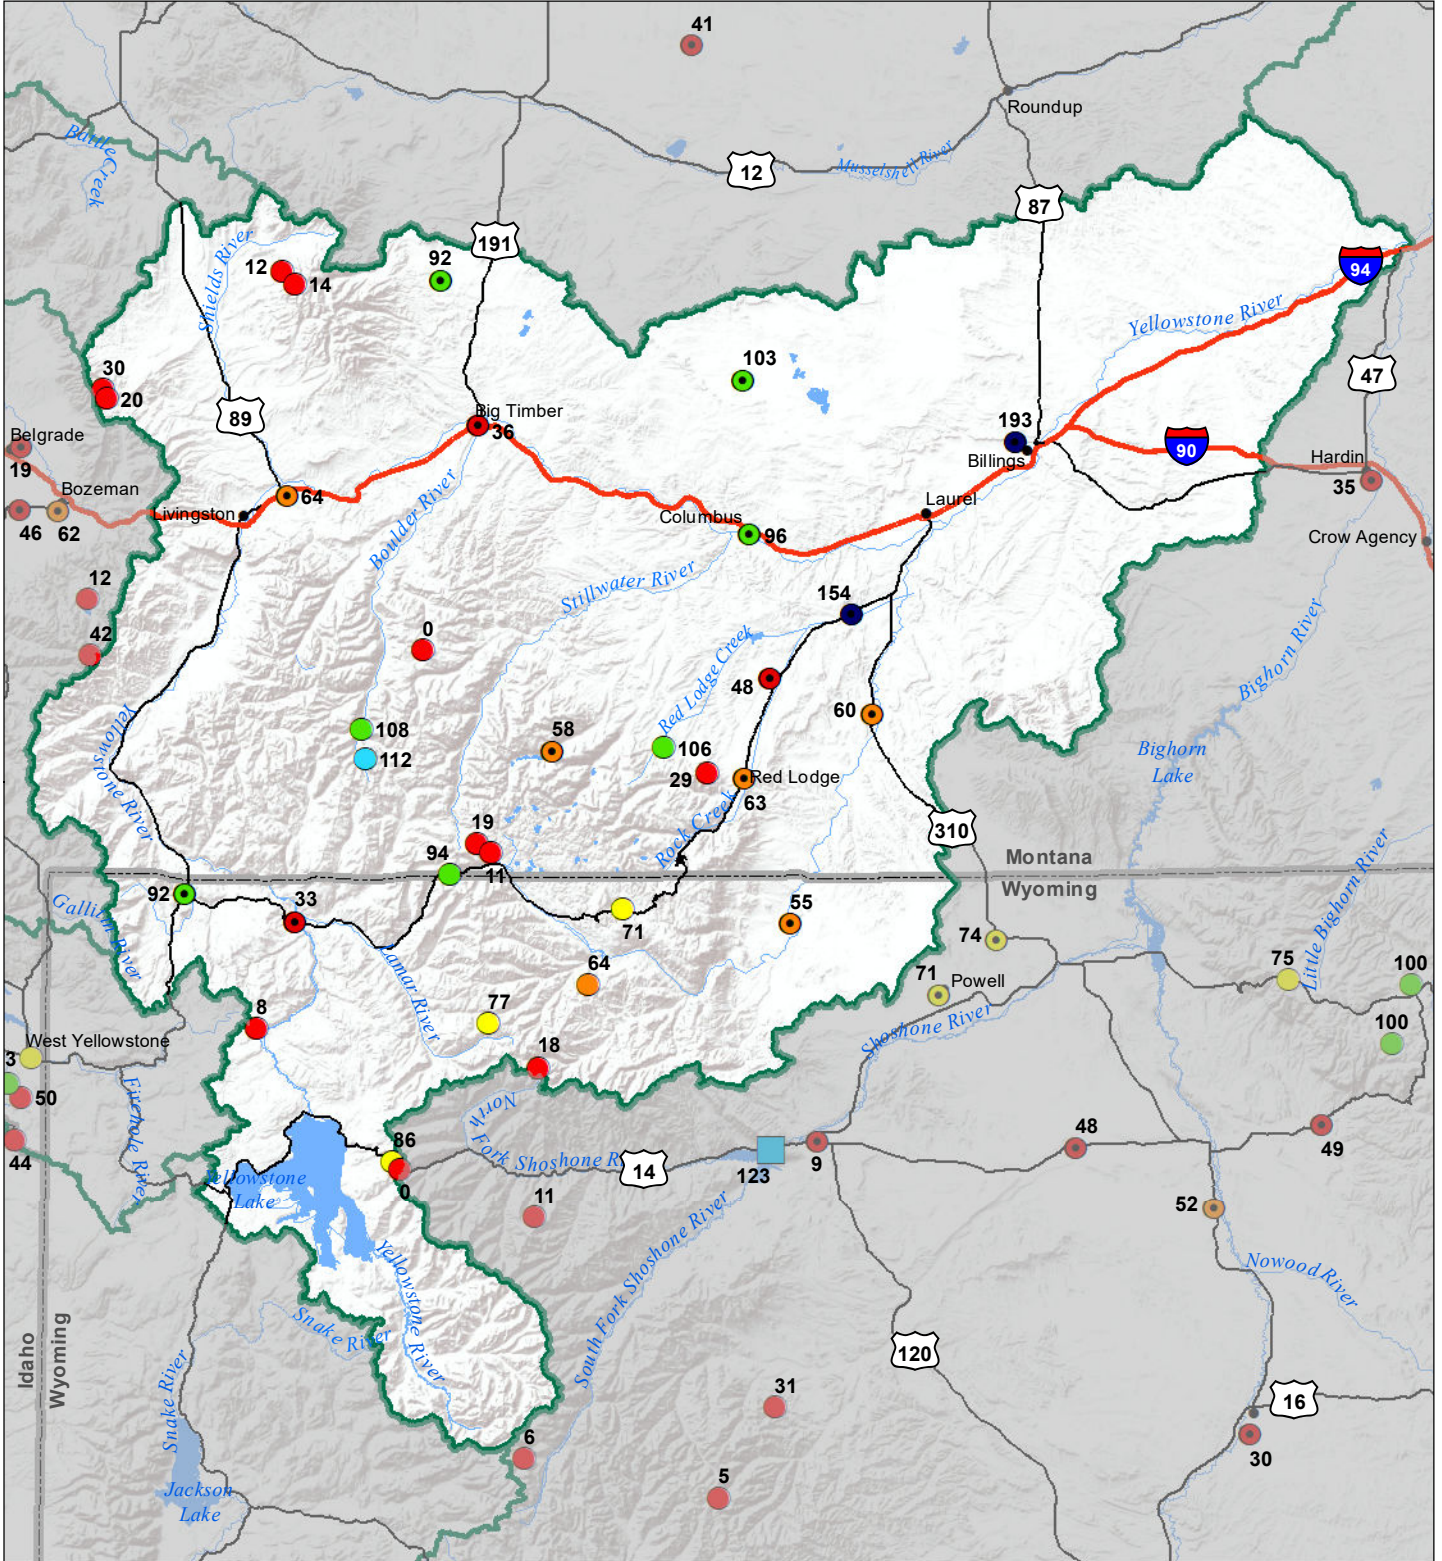 41
Roundup
Battle Creek
12
Musselshell River
87
191
92
Shields River
12
14
94
Yellowstone River
103
30
20
47
89
Big Timber
36
193
Billings
90
Hardin
35
Belgrade
19
Bozeman
46
62
Livingston
64
Boulder River
Columbus
96
Laurel
Crow Agency
12
42
Stillwater River
154
0
Red Lodge Creek
48
60
Bighorn River
Bighorn
Lake
Yellowstone River
108
112
58
106
29
Red Lodge
63
Rock Creek
310
19
11
94
Montana
Wyoming
Little Bighorn River
92
33
Gallitin River
71
55
74
Lamar River
64
77
71
Powell
75
100
100
Shoshone River
8
West Yellowstone
3
50
18
44
Firehole River
North
Fork Shoshone R
14
86
0
Yellowstone
Lake
123
9
48
49
11
52
South Fork Shoshone River
Yellowstone River
Nowood River
Snake River
Idaho
Wyoming
Snake River
120
31
16
30
6
5
Jackson
Lake